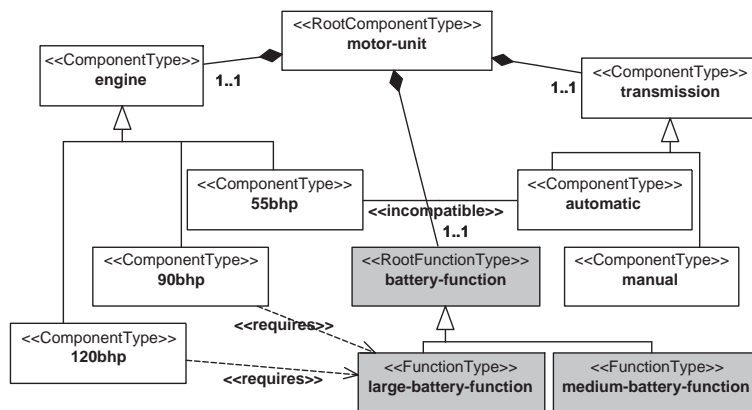 <<RootComponentType>>
motor-unit
<<ComponentType>>
engine
1..1
<<ComponentType>>
transmission
1..1
<<ComponentType>>
55bhp
<<incompatible>>
<<ComponentType>>
automatic
1..1
<<ComponentType>>
90bhp
<<RootFunctionType>>
battery-function
<<ComponentType>>
manual
<<requires>>
<<ComponentType>>
120bhp
<<requires>>
<<FunctionType>>
large-battery-function
<<FunctionType>>
medium-battery-function